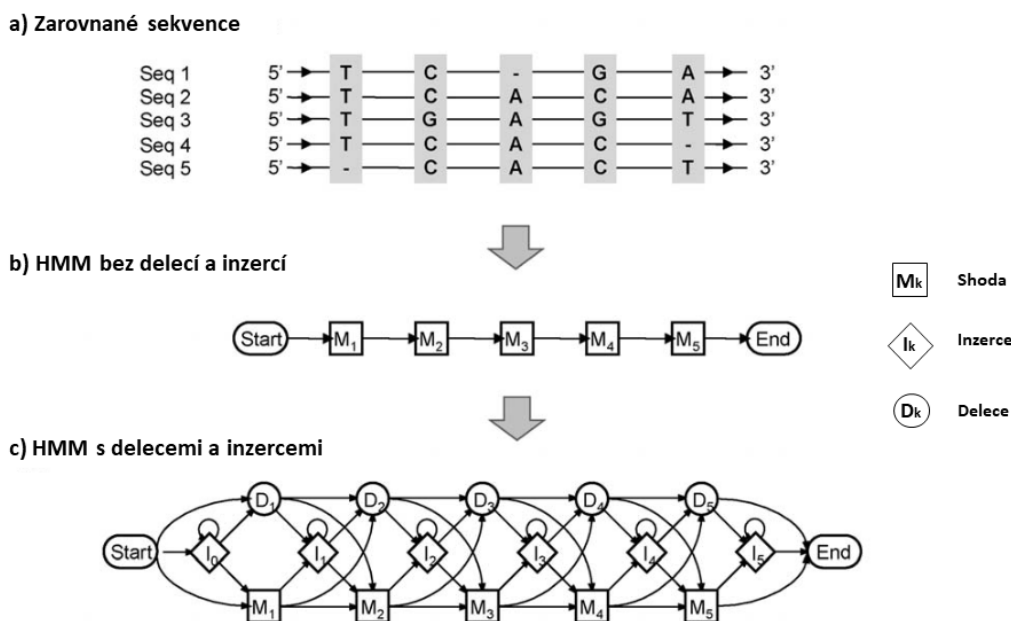 a) Zarovnané sekvence
Seq 1 5' T C - G A 3'
Seq 2 5' T C A C A 3'
Seq 3 5' T G A G T 3'
Seq 4 5' T C A C - 3'
Seq 5 5' - C A C T 3'
b) HMM bez delecí a inzercí
Start M1 M2 M3 M4 M5 End
Mk Shoda
Ik Inzerce
Dk Delece
c) HMM s delecemi a inzercemi
D1 D2 D3 D4 D5
Start I0 I1 I2 I3 I4 I5 End
M1 M2 M3 M4 M5